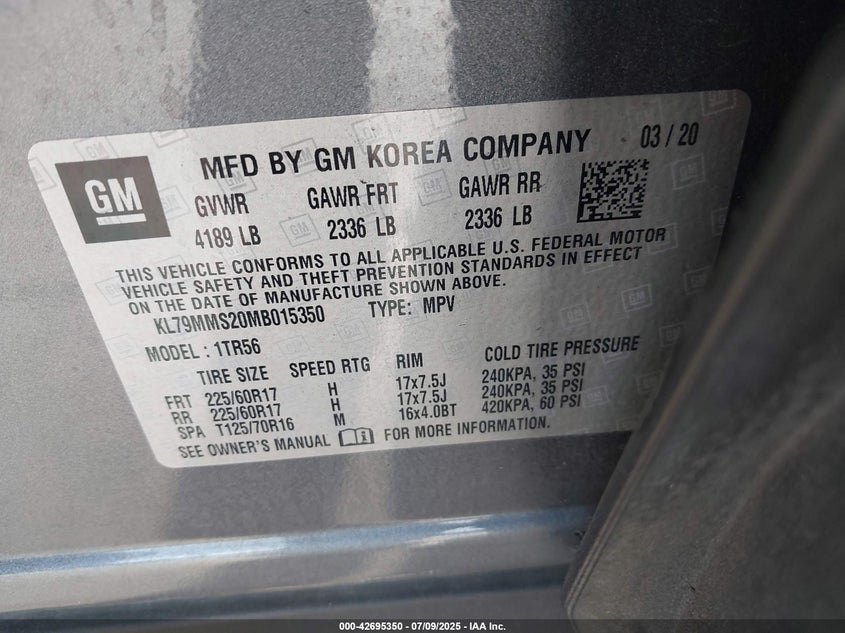 GM
MFD BY GM KOREA COMPANY 03/20
GVWR GAWR FRT GAWR RR
4189 LB 2336 LB 2336 LB
THIS VEHICLE CONFORMS TO ALL APPLICABLE U.S. FEDERAL MOTOR
VEHICLE SAFETY AND THEFT PREVENTION STANDARDS IN EFFECT
ON THE DATE OF MANUFACTURE SHOWN ABOVE.
KL79MMS20MB015350 TYPE: MPV
MODEL : 1TR56
TIRE SIZE SPEED RTG RIM COLD TIRE PRESSURE
FRT 225/60R17 H 17x7.5J 240KPA, 35 PSI
RR 225/60R17 H 17x7.5J 240KPA, 35 PSI
SPA T125/70R16 M 16x4.0BT 420KPA, 60 PSI
SEE OWNER'S MANUAL FOR MORE INFORMATION.
000-42695350 | 07/09/2025 | IAA Inc.